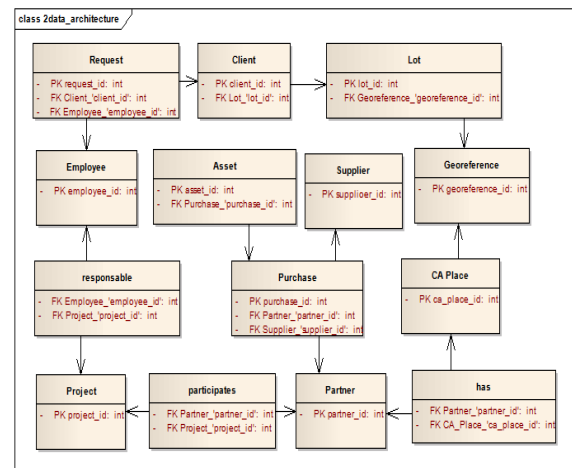 class 2data_architecture
Request
- PK request_id: int
- FK Client_'client_id': int
- FK Employee_'employee_id': int
Client
- PK client_id: int
- FK Lot_'lot_id': int
Lot
- PK lot_id: int
- FK Georeference_'georeference_id': int
Employee
- PK employee_id: int
Asset
- PK asset_id: int
- FK Purchase_'purchase_id': int
Supplier
- PK supplioer_id: int
Georeference
- PK georeference_id: int
responsable
- FK Employee_'employee_id': int
- FK Project_'project_id': int
Purchase
- PK purchase_id: int
- FK Partner_'partner_id': int
- FK Supplier_'supplier_id': int
CA Place
- PK ca_place_id: int
Project
- PK project_id: int
participates
- FK Partner_'partner_id': int
- FK Project_'project_id': int
Partner
- PK partner_id: int
has
- FK Partner_'partner_id': int
- FK CA_Place_'ca_place_id': int